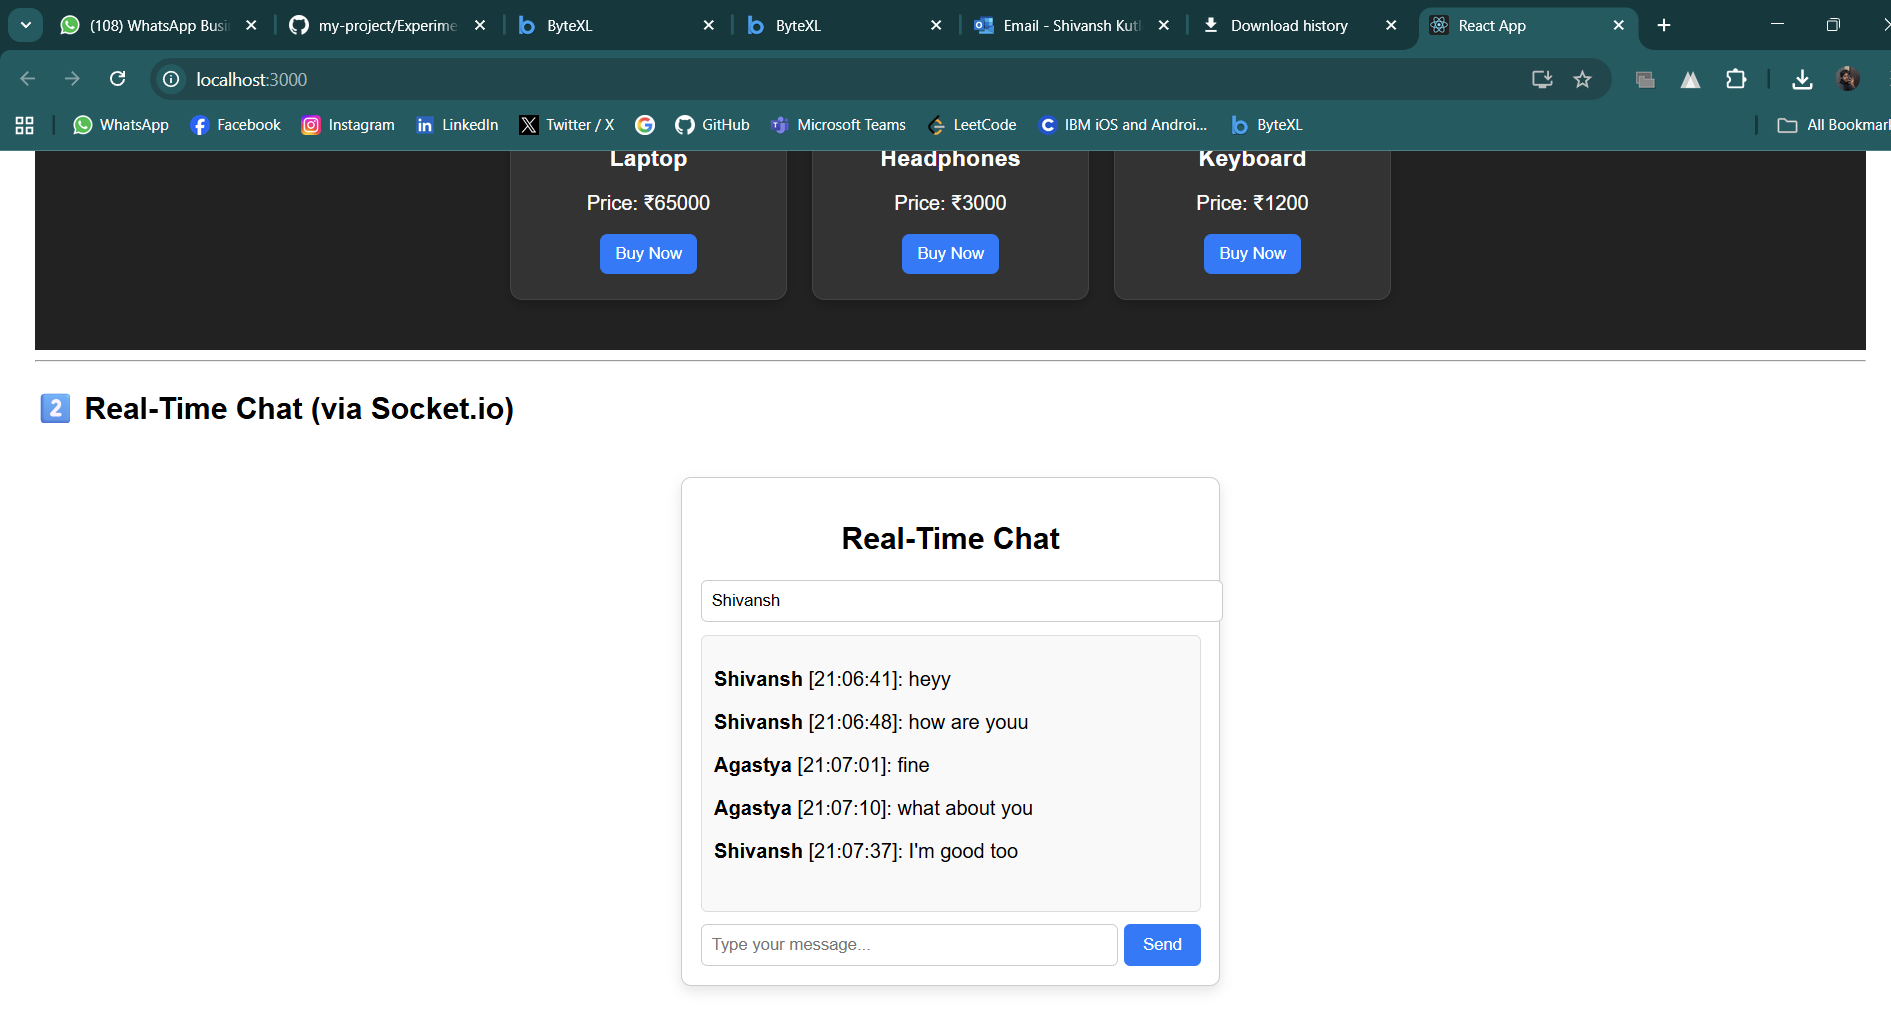 (108) WhatsApp Busi
my-project/Experime
ByteXL
ByteXL
Email - Shivansh Kutl
Download history
React App
localhost:3000
WhatsApp
Facebook
Instagram
LinkedIn
Twitter / X
GitHub
Microsoft Teams
LeetCode
IBM iOS and Androi...
ByteXL
All Bookmark
Laptop
Price: ₹65000
Buy Now
Headphones
Price: ₹3000
Buy Now
Keyboard
Price: ₹1200
Buy Now
2 Real-Time Chat (via Socket.io)
Real-Time Chat
Shivansh
Shivansh [21:06:41]: heyy
Shivansh [21:06:48]: how are youu
Agastya [21:07:01]: fine
Agastya [21:07:10]: what about you
Shivansh [21:07:37]: I'm good too
Type your message...
Send